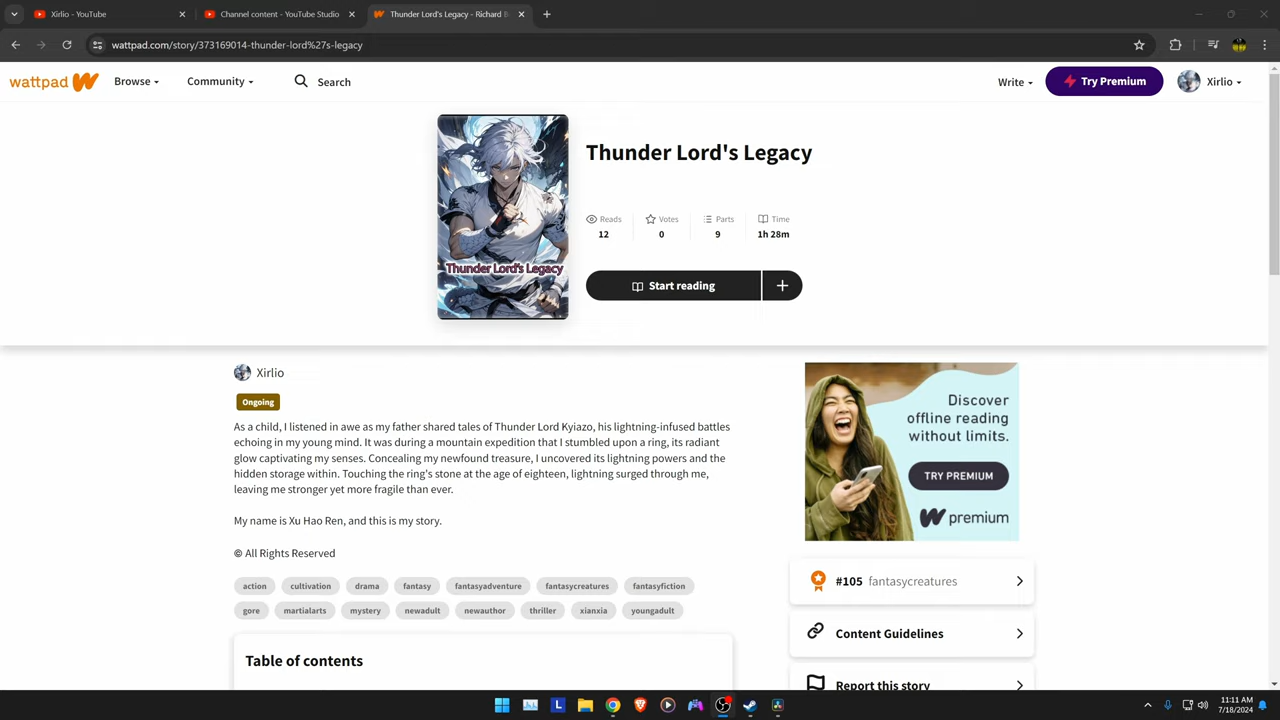 Xirlio - YouTube
Channel content - YouTube Studio
Thunder Lord's Legacy - Richard B
wattpad.com/story/373169014-thunder-lord%27s-legacy
wattpad
Browse
Community
Search
Write
Try Premium
Xirlio
Thunder Lord's Legacy
Thunder Lord's Legacy
Reads
Votes
Parts
Time
12
0
9
1h 28m
Start reading
Xirlio
Ongoing
As a child, I listened in awe as my father shared tales of Thunder Lord Kyiazo, his lightning-infused battles
echoing in my young mind. It was during a mountain expedition that I stumbled upon a ring, its radiant
glow captivating my senses. Concealing my newfound treasure, I uncovered its lightning powers and the
hidden storage within. Touching the ring's stone at the age of eighteen, lightning surged through me,
leaving me stronger yet more fragile than ever.
My name is Xu Hao Ren, and this is my story.
© All Rights Reserved
action cultivation drama fantasy fantasyadventure fantasycreatures fantasyfiction
gore martialarts mystery newadult newauthor thriller xianxia youngadult
Table of contents
Discover
offline reading
without limits.
TRY PREMIUM
premium
#105 fantasycreatures
Content Guidelines
Report this story
11:11 AM
7/18/2024